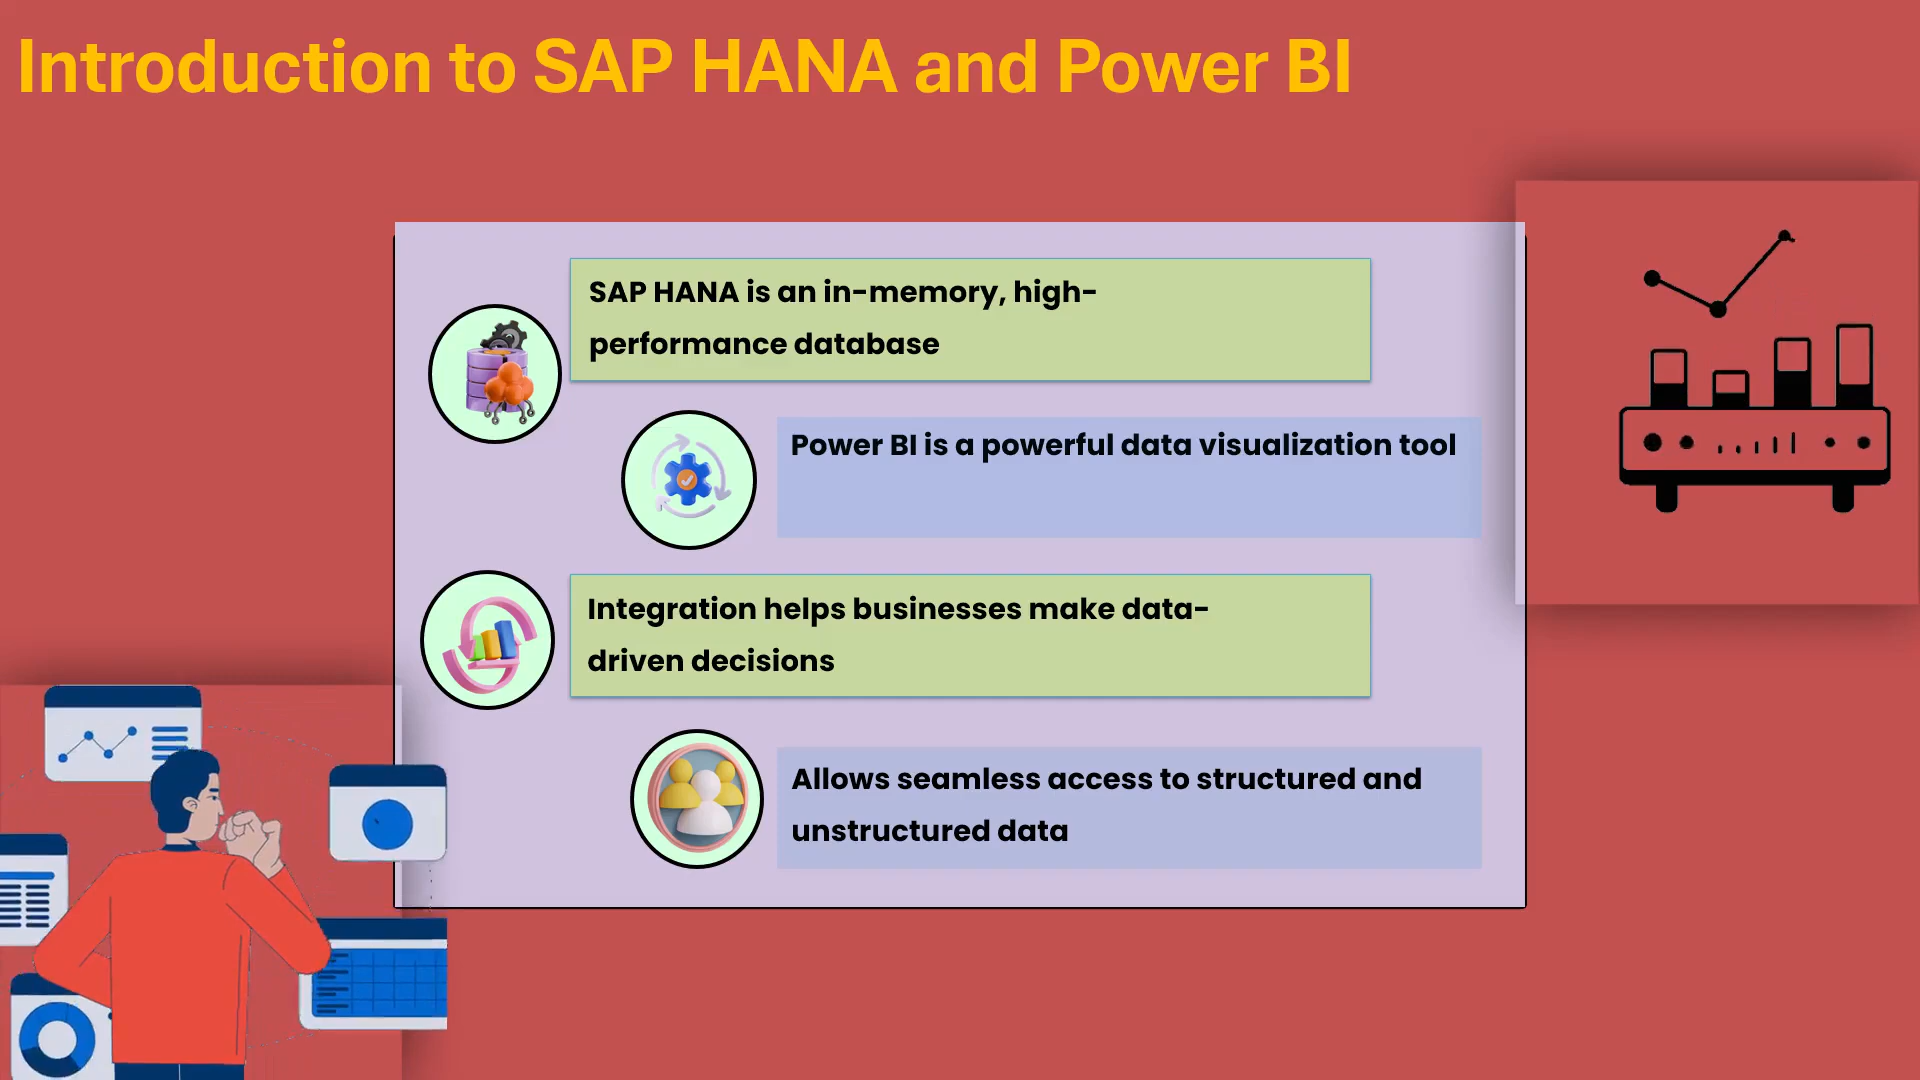 Introduction to SAP HANA and Power BI
SAP HANA is an in-memory, high-
performance database
Power BI is a powerful data visualization tool
Integration helps businesses make data-
driven decisions
Allows seamless access to structured and
unstructured data